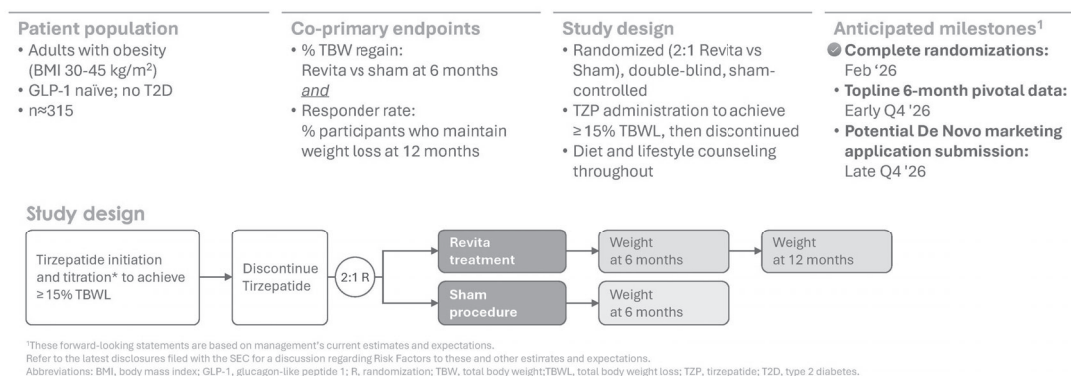 Patient population
• Adults with obesity
(BMI 30-45 kg/m²)
• GLP-1 naïve; no T2D
• n≈315
Co-primary endpoints
• % TBW regain:
Revita vs sham at 6 months
and
• Responder rate:
% participants who maintain
weight loss at 12 months
Study design
• Randomized (2:1 Revita vs
Sham), double-blind, sham-
controlled
• TZP administration to achieve
≥ 15% TBWL, then discontinued
• Diet and lifestyle counseling
throughout
Anticipated milestones¹
Complete randomizations:
Feb ‘26
• Topline 6-month pivotal data:
Early Q4 '26
• Potential De Novo marketing
application submission:
Late Q4 '26
Study design
Tirzepatide initiation
and titration* to achieve
≥ 15% TBWL
Discontinue
Tirzepatide
2:1 R
Revita
treatment
Weight
at 6 months
Weight
at 12 months
Sham
procedure
Weight
at 6 months
¹These forward-looking statements are based on management's current estimates and expectations.
Refer to the latest disclosures filed with the SEC for a discussion regarding Risk Factors to these and other estimates and expectations.
Abbreviations: BMI, body mass index; GLP-1, glucagon-like peptide 1; R, randomization; TBW, total body weight;TBWL, total body weight loss; TZP, tirzepatide; T2D, type 2 diabetes.